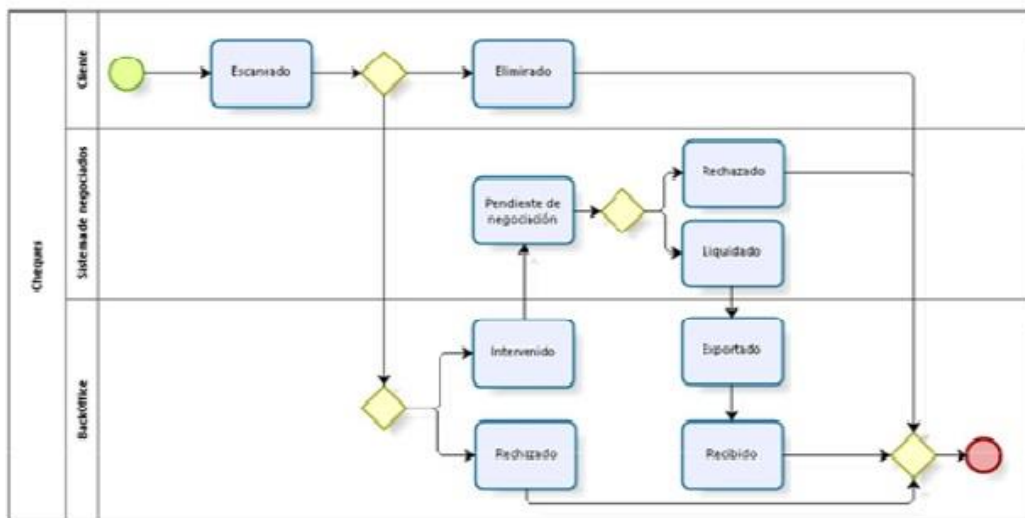 Cheques
Cliente
Escaneado
Eliminado
Sistema de negociados
Pendiente de
negociación
Rechazado
Liquidado
Backoffice
Intervenido
Rechazado
Exportado
Recibido